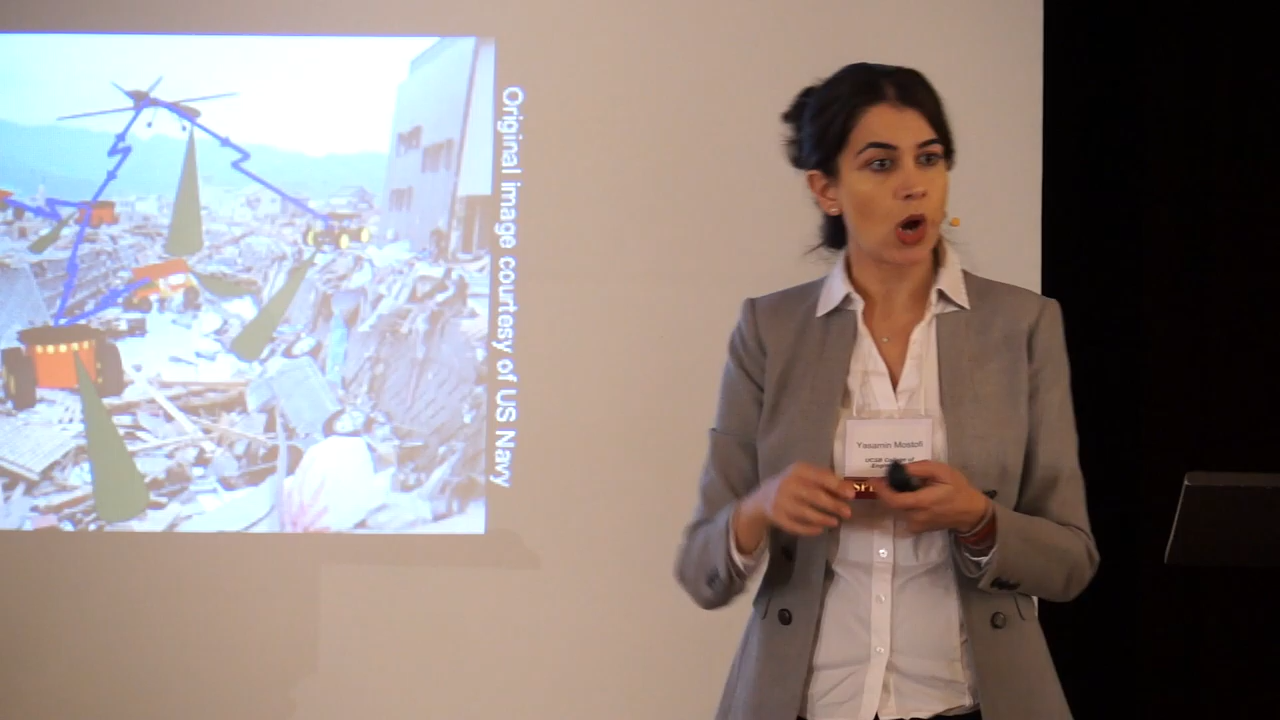 Original image courtesy of US Navy
Yasamin Mostofi
UCSB College of